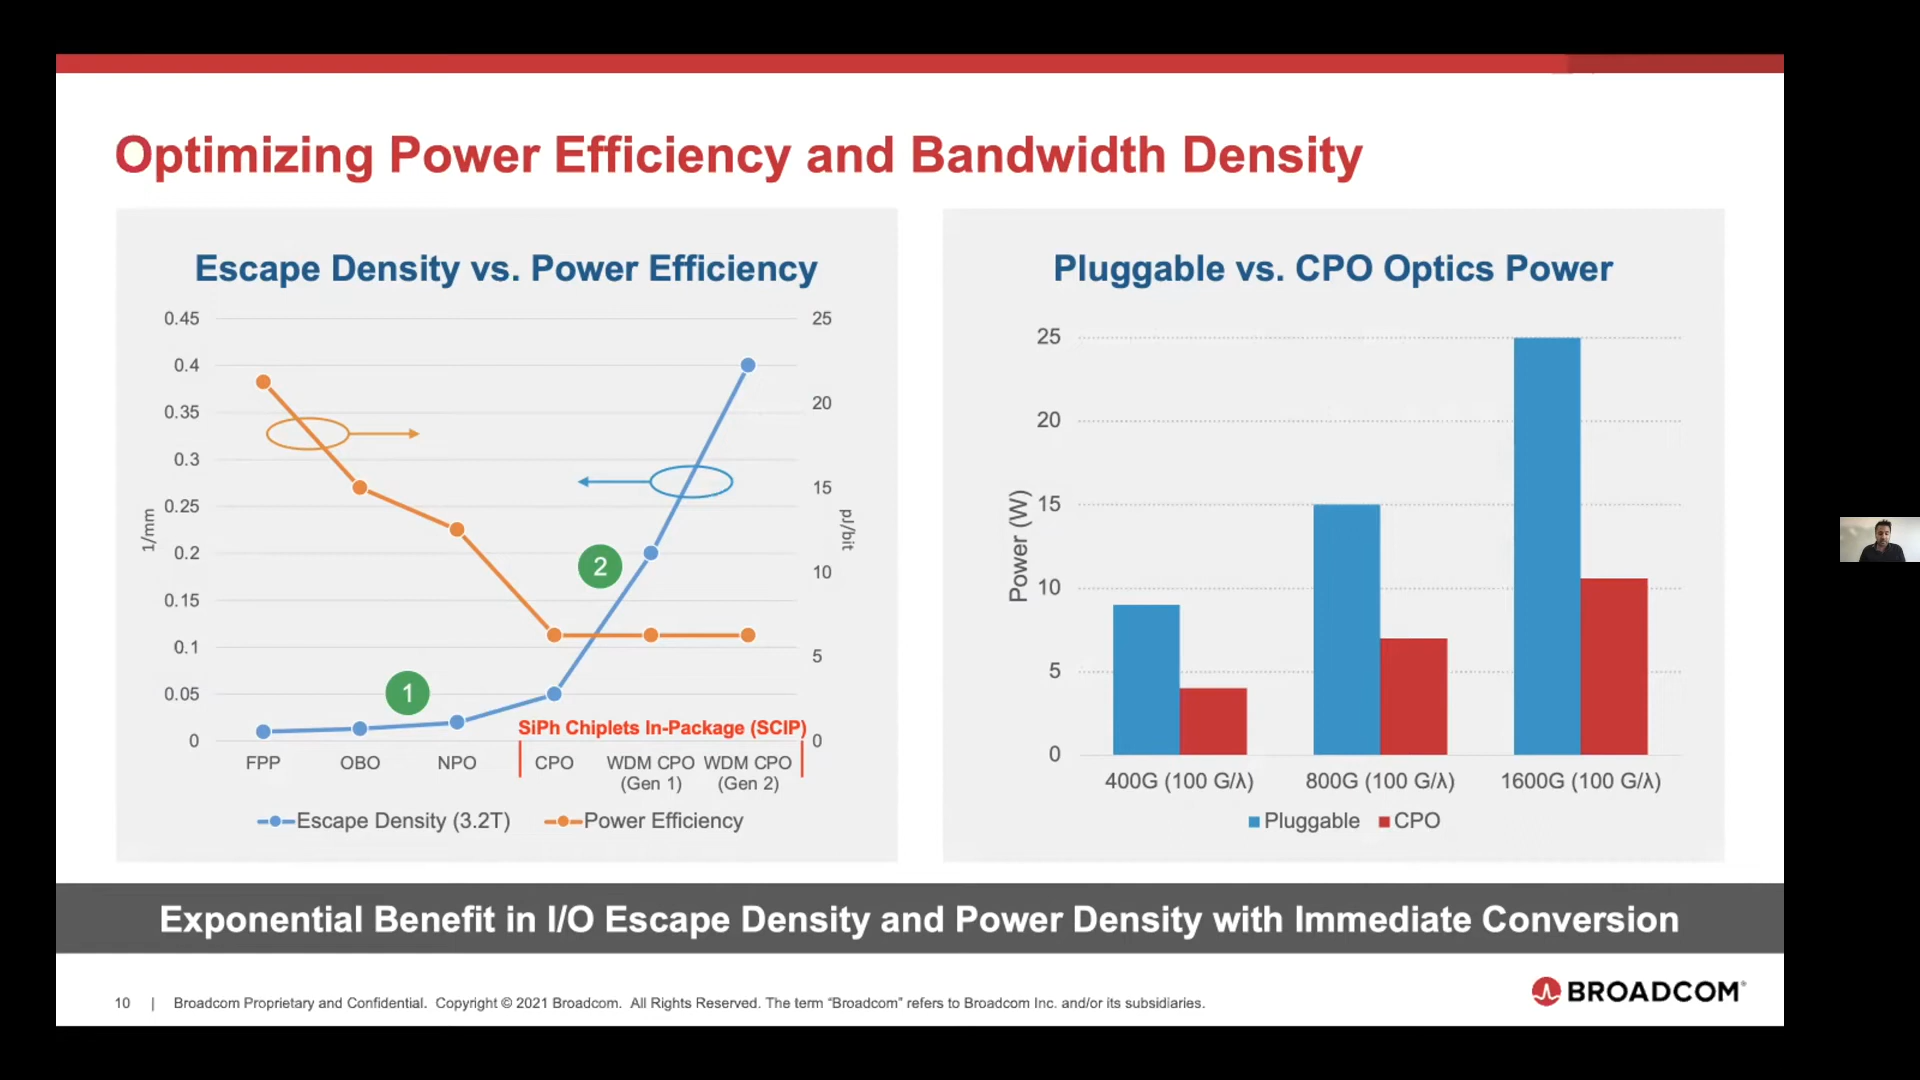 Optimizing Power Efficiency and Bandwidth Density
Escape Density vs. Power Efficiency
0.45
0.4
0.35
0.3
0.25
0.2
0.15
0.1
0.05
0
1/mm
25
20
15
10
5
0
pJ/bit
1
2
SiPh Chiplets In-Package (SCIP)
FPP
OBO
NPO
CPO
WDM CPO
(Gen 1)
WDM CPO
(Gen 2)
Escape Density (3.2T)
Power Efficiency
Pluggable vs. CPO Optics Power
25
20
15
10
5
0
Power (W)
400G (100 G/λ)
800G (100 G/λ)
1600G (100 G/λ)
Pluggable
CPO
Exponential Benefit in I/O Escape Density and Power Density with Immediate Conversion
10 | Broadcom Proprietary and Confidential. Copyright © 2021 Broadcom. All Rights Reserved. The term “Broadcom” refers to Broadcom Inc. and/or its subsidiaries.
BROADCOM®